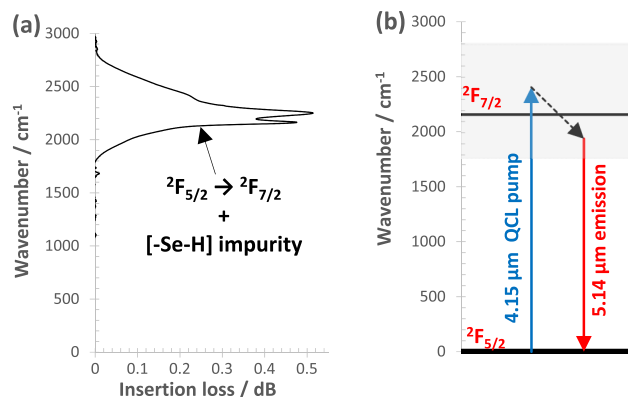 (a)
Wavenumber / cm⁻¹
3000
2500
2000
1500
1000
500
0
²F₅/₂ → ²F₇/₂
+
[-Se-H] impurity
0 0.1 0.2 0.3 0.4 0.5
Insertion loss / dB
(b)
Wavenumber / cm⁻¹
3000
2500
2000
1500
1000
500
0
²F₇/₂
4.15 µm QCL pump
5.14 µm emission
²F₅/₂